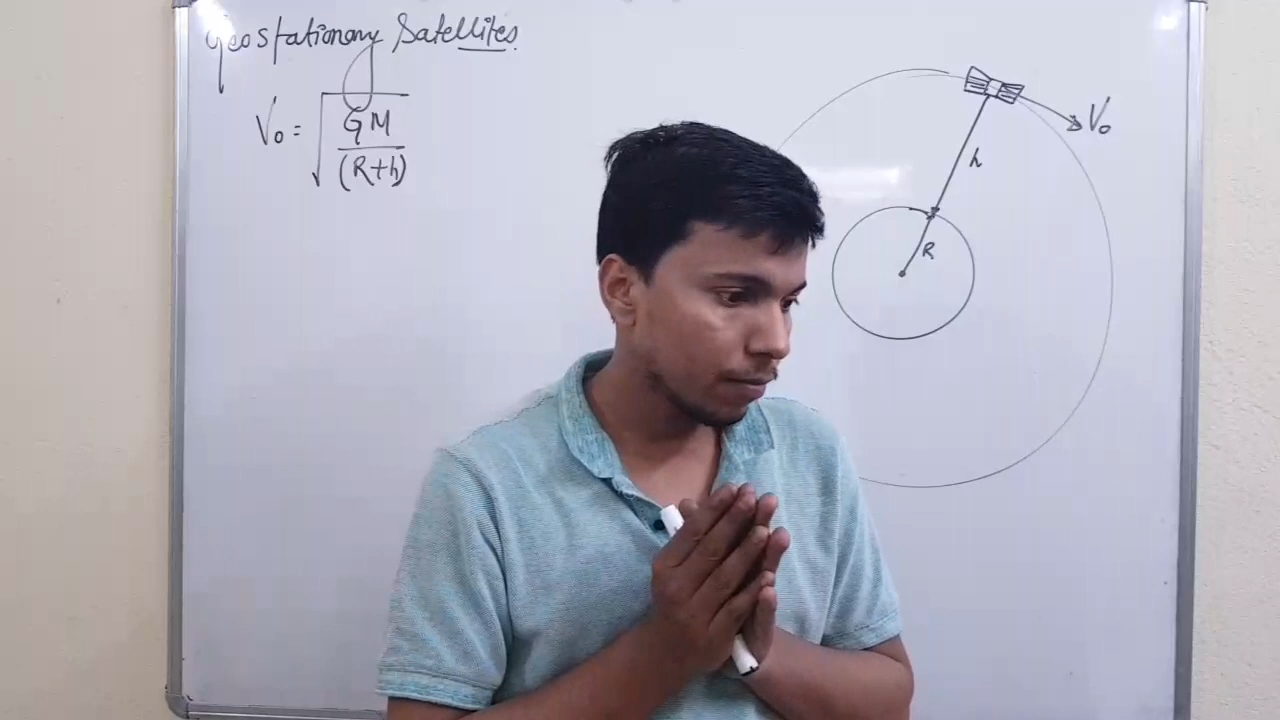 Geostationary Satellites.
V₀ = √(GM/(R+h))
V₀
h
R